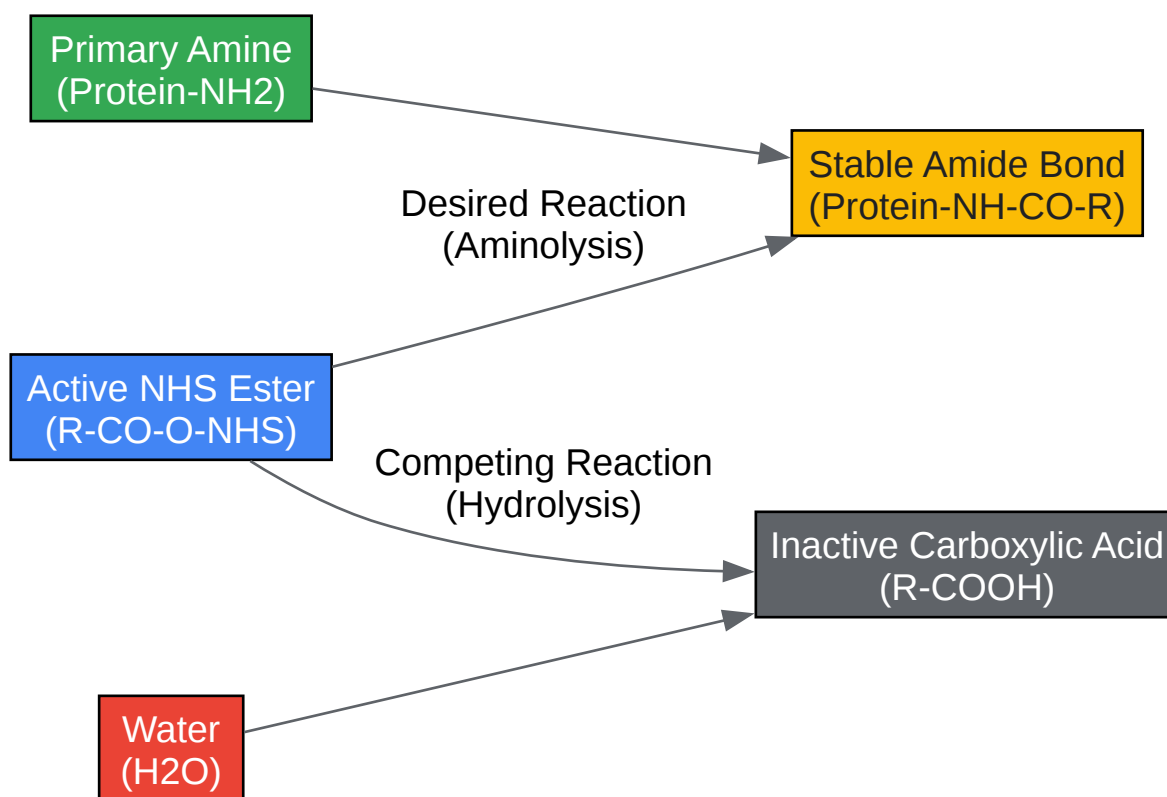 Primary Amine
(Protein-NH2)
Stable Amide Bond
(Protein-NH-CO-R)
Desired Reaction
(Aminolysis)
Active NHS Ester
(R-CO-O-NHS)
Competing Reaction
(Hydrolysis)
Inactive Carboxylic Acid
(R-COOH)
Water
(H2O)